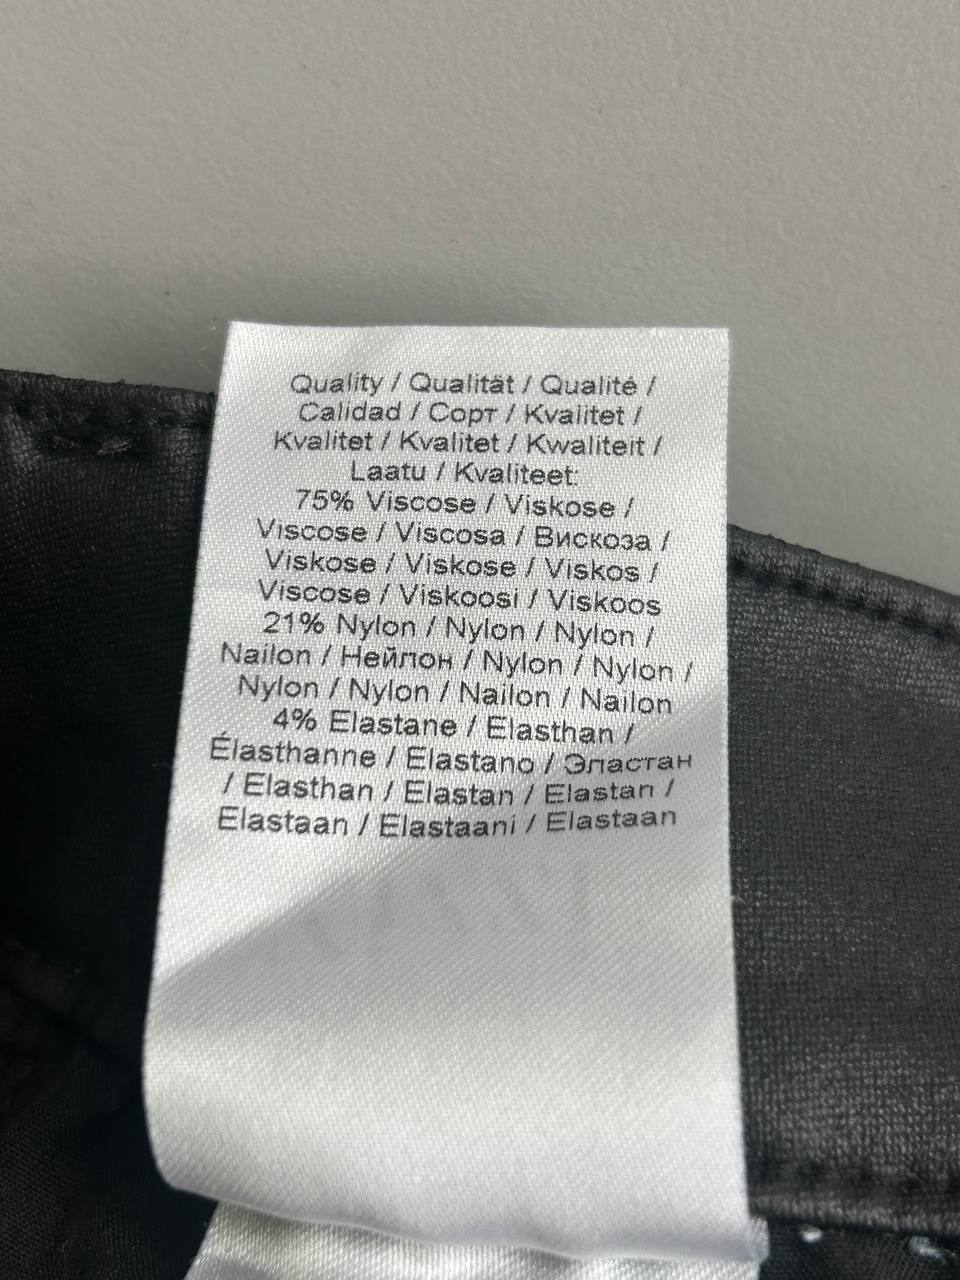 Quality / Qualität / Qualité /
Calidad / Сорт / Kvalitet /
Kvalitet / Kvalitet / Kwaliteit /
Laatu / Kvaliteet:
75% Viscose / Viskose /
Viscose / Viscosa / Вискоза /
Viskose / Viskose / Viskos /
Viscose / Viskoosi / Viskoos
21% Nylon / Nylon / Nylon /
Nailon / Нейлон / Nylon / Nylon /
Nylon / Nylon / Nailon / Nailon
4% Elastane / Elasthan /
Élasthanne / Elastano / Эластан
/ Elasthan / Elastan / Elastan /
Elastaan / Elastaani / Elastaan